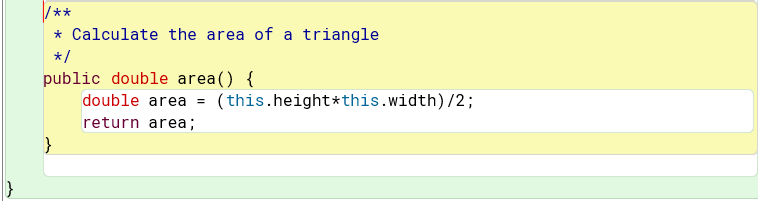 /**
 * Calculate the area of a triangle
 */
public double area() {
    double area = (this.height*this.width)/2;
    return area;
}
}